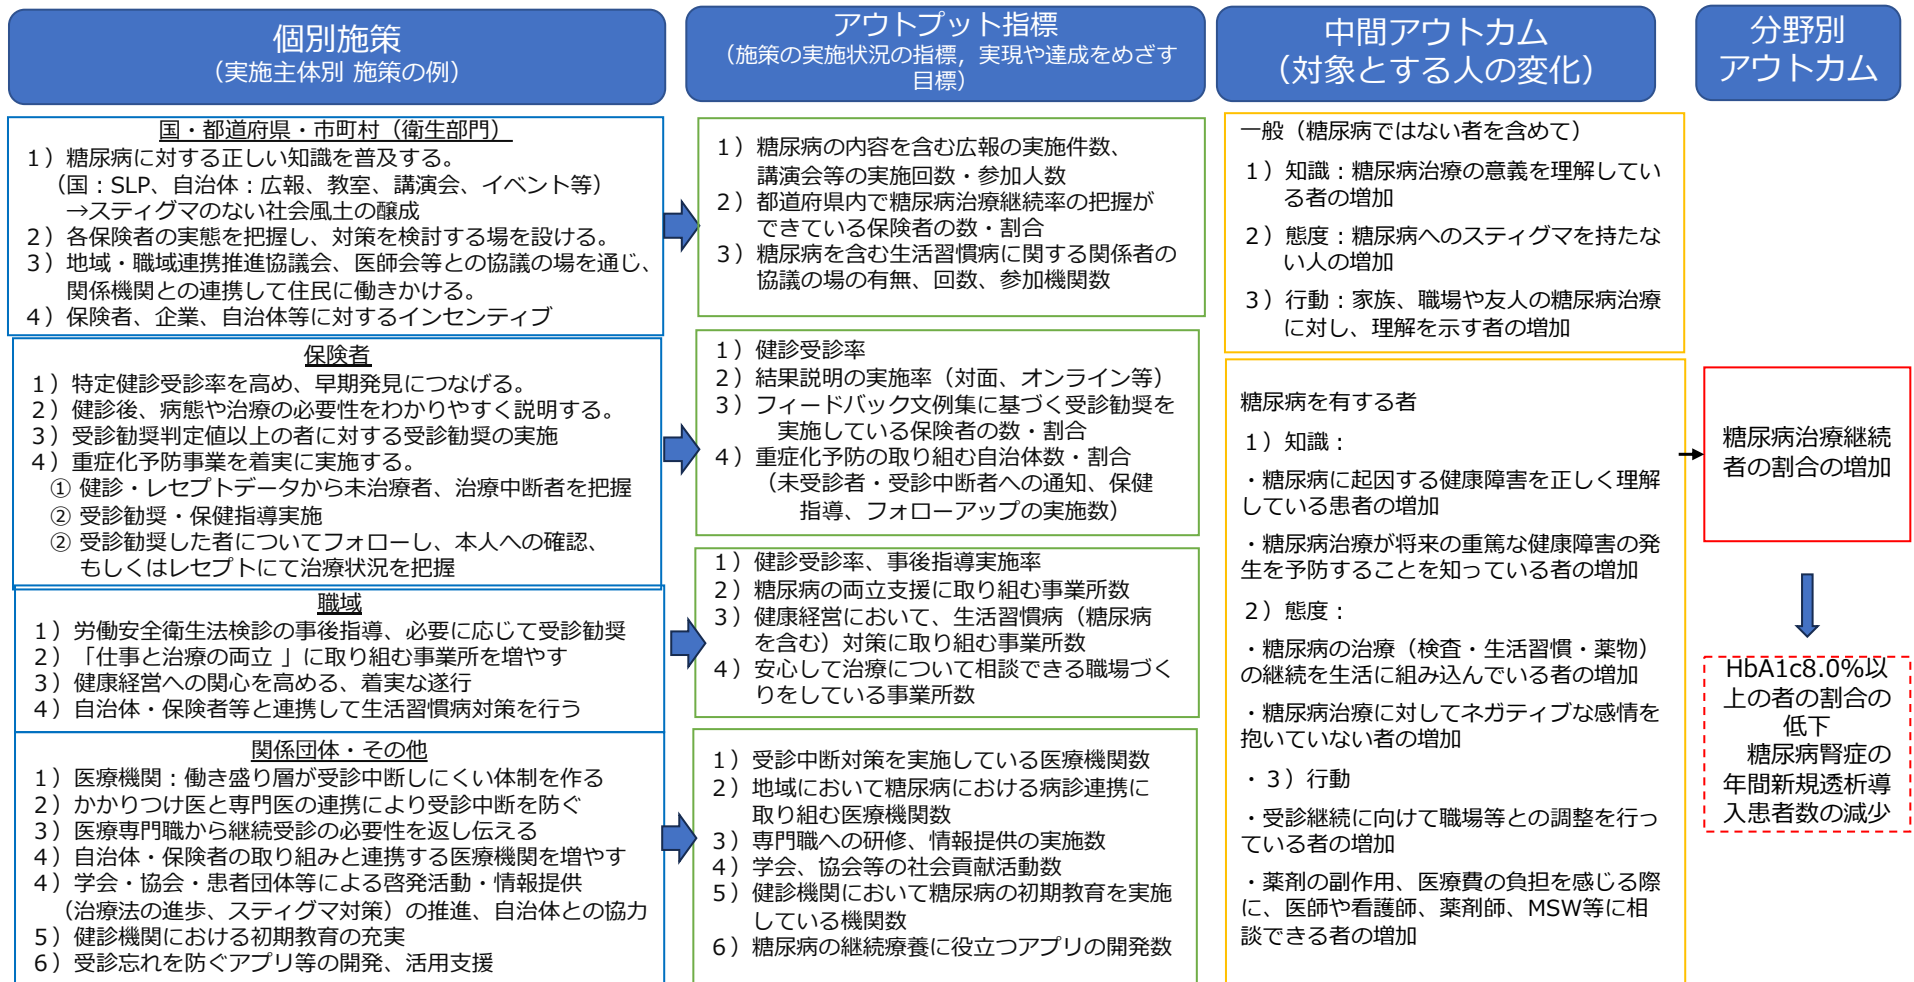 個別施策
（実施主体別 施策の例）
アウトプット指標
（施策の実施状況の指標，実現や達成をめざす
目標）
中間アウトカム
（対象とする人の変化）
分野別
アウトカム
国・都道府県・市町村（衛生部門）
１）糖尿病に対する正しい知識を普及する。
（国：SLP、自治体：広報、教室、講演会、イベント等）
→スティグマのない社会風土の醸成
２）各保険者の実態を把握し、対策を検討する場を設ける。
３）地域・職域連携推進協議会、医師会等との協議の場を通じ、
関係機関との連携して住民に働きかける。
４）保険者、企業、自治体等に対するインセンティブ
保険者
１）特定健診受診率を高め、早期発見につなげる。
２）健診後、病態や治療の必要性をわかりやすく説明する。
３）受診勧奨判定値以上の者に対する受診勧奨の実施
４）重症化予防事業を着実に実施する。
① 健診・レセプトデータから未治療者、治療中断者を把握
② 受診勧奨・保健指導実施
② 受診勧奨した者についてフォローし、本人への確認、
もしくはレセプトにて治療状況を把握
職域
１）労働安全衛生法検診の事後指導、必要に応じて受診勧奨
２）「仕事と治療の両立 」に取り組む事業所を増やす
３）健康経営への関心を高める、着実な遂行
４）自治体・保険者等と連携して生活習慣病対策を行う
関係団体・その他
１）医療機関：働き盛り層が受診中断しにくい体制を作る
２）かかりつけ医と専門医の連携により受診中断を防ぐ
３）医療専門職から継続受診の必要性を返し伝える
４）自治体・保険者の取り組みと連携する医療機関を増やす
４）学会・協会・患者団体等による啓発活動・情報提供
（治療法の進歩、スティグマ対策）の推進、自治体との協力
５）健診機関における初期教育の充実
６）受診忘れを防ぐアプリ等の開発、活用支援
１）糖尿病の内容を含む広報の実施件数、
講演会等の実施回数・参加人数
２）都道府県内で糖尿病治療継続率の把握が
できている保険者の数・割合
３）糖尿病を含む生活習慣病に関する関係者の
協議の場の有無、回数、参加機関数
１）健診受診率
２）結果説明の実施率（対面、オンライン等）
３）フィードバック文例集に基づく受診勧奨を
実施している保険者の数・割合
４）重症化予防の取り組む自治体数・割合
（未受診者・受診中断者への通知、保健
指導、フォローアップの実施数）
１）健診受診率、事後指導実施率
２）糖尿病の両立支援に取り組む事業所数
３）健康経営において、生活習慣病（糖尿病
を含む）対策に取り組む事業所数
４）安心して治療について相談できる職場づく
りをしている事業所数
１）受診中断対策を実施している医療機関数
２）地域において糖尿病における病診連携に
取り組む医療機関数
３）専門職への研修、情報提供の実施数
４）学会、協会等の社会貢献活動数
５）健診機関において糖尿病の初期教育を実施
している機関数
６）糖尿病の継続療養に役立つアプリの開発数
一般（糖尿病ではない者を含めて）
１）知識：糖尿病治療の意義を理解してい
る者の増加
２）態度：糖尿病へのスティグマを持たな
い人の増加
３）行動：家族、職場や友人の糖尿病治療
に対し、理解を示す者の増加
糖尿病を有する者
１）知識：
・糖尿病に起因する健康障害を正しく理解
している患者の増加
・糖尿病治療が将来の重篤な健康障害の発
生を予防することを知っている者の増加
２）態度：
・糖尿病の治療（検査・生活習慣・薬物）
の継続を生活に組み込んでいる者の増加
・糖尿病治療に対してネガティブな感情を
抱いていない者の増加
・３）行動
・受診継続に向けて職場等との調整を行っ
ている者の増加
・薬剤の副作用、医療費の負担を感じる際
に、医師や看護師、薬剤師、MSW等に相
談できる者の増加
糖尿病治療継続
者の割合の増加
HbA1c8.0%以
上の者の割合の
低下
糖尿病腎症の
年間新規透析導
入患者数の減少